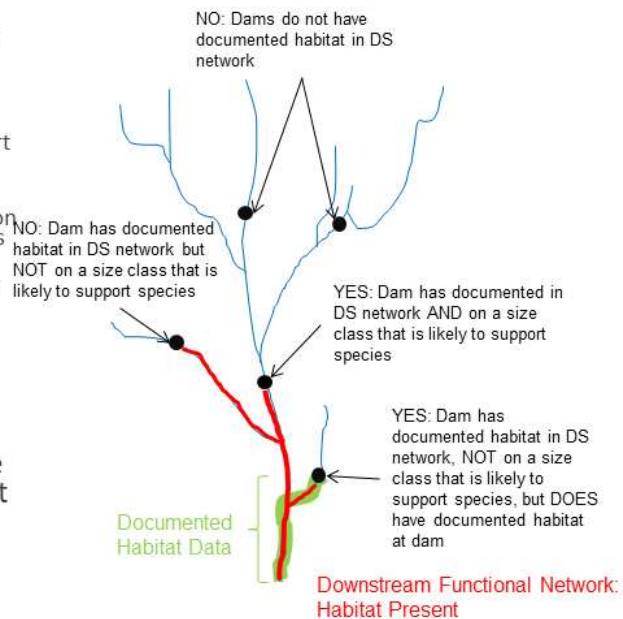 NO: Dams do not have
documented habitat in DS
network
rt
on
s
NO: Dam has documented
habitat in DS network but
NOT on a size class that is
likely to support species
YES: Dam has documented in
DS network AND on a size
class that is likely to support
species
YES: Dam has
documented habitat in DS
network, NOT on a size
class that is likely to
support species, but DOES
have documented habitat
at dam
e
t
Documented
Habitat Data
Downstream Functional Network:
Habitat Present